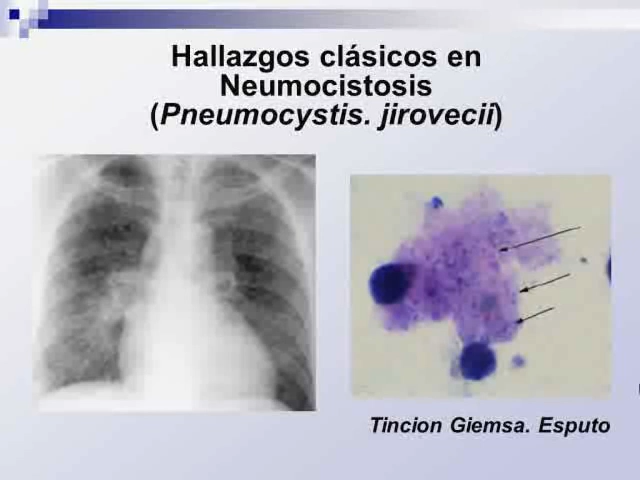 Hallazgos clásicos en
Neumocistosis
(Pneumocystis. jirovecii)
Tincion Giemsa. Esputo